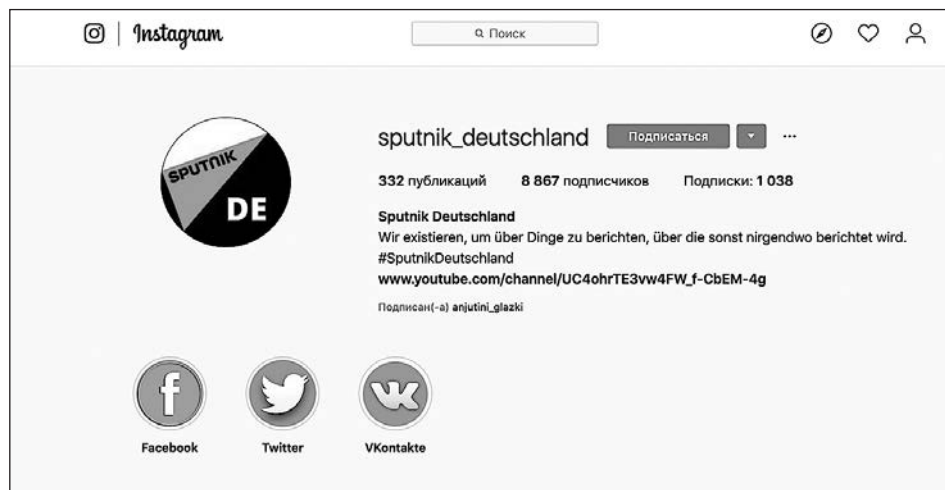 Instagram
Поиск
SPUTNIK
DE
sputnik_deutschland Подписаться ...
332 публикаций 8 867 подписчиков Подписки: 1 038
Sputnik Deutschland
Wir existieren, um über Dinge zu berichten, über die sonst nirgendwo berichtet wird.
#SputnikDeutschland
www.youtube.com/channel/UC4ohrTE3vw4FW_f-CbEM-4g
Подписан(-а) anjutini_glazki
Facebook Twitter VKontakte